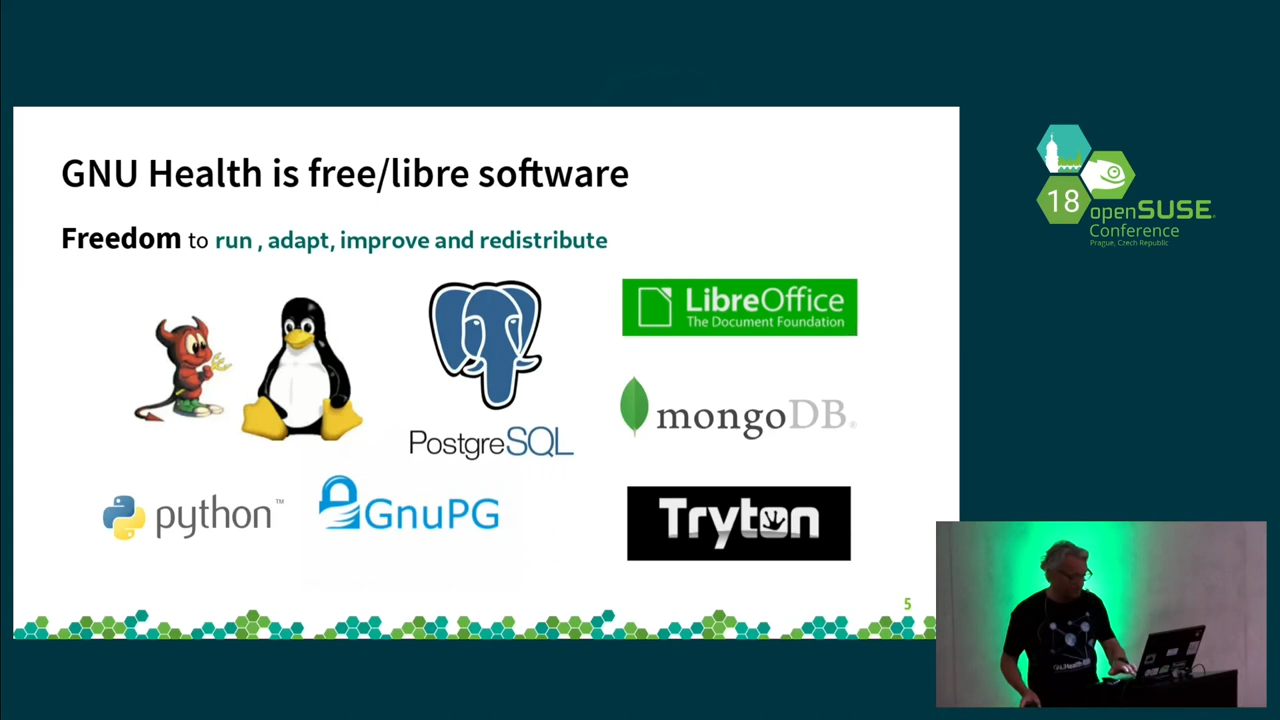 GNU Health is free/libre software
Freedom to run , adapt, improve and redistribute
LibreOffice
The Document Foundation
mongoDB®
PostgreSQL
python™
GnuPG
Tryton
5
18
openSUSE
Conference
Prague, Czech Republic